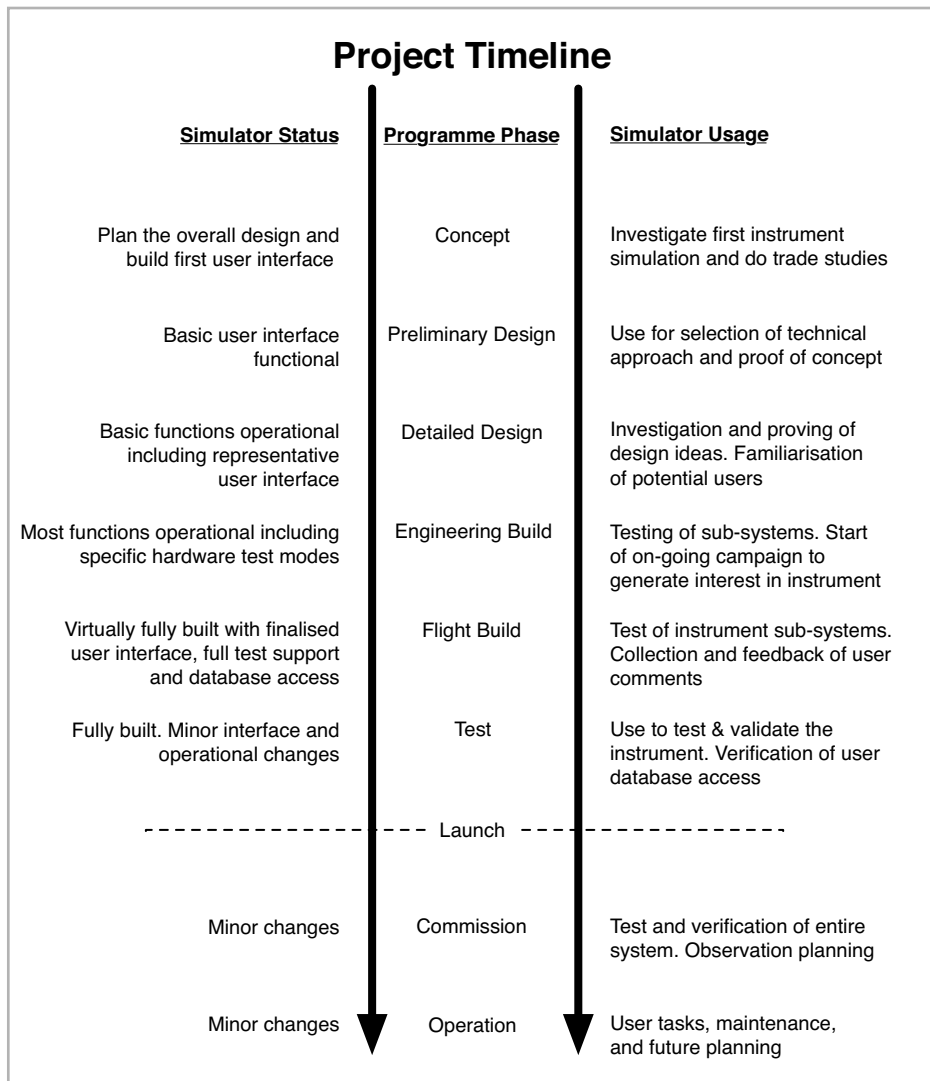 Project Timeline
Simulator Status
Programme Phase
Simulator Usage
Plan the overall design and
build first user interface
Concept
Investigate first instrument
simulation and do trade studies
Basic user interface
functional
Preliminary Design
Use for selection of technical
approach and proof of concept
Basic functions operational
including representative
user interface
Detailed Design
Investigation and proving of
design ideas. Familiarisation
of potential users
Most functions operational including
specific hardware test modes
Engineering Build
Testing of sub-systems. Start
of on-going campaign to
generate interest in instrument
Virtually fully built with finalised
user interface, full test support
and database access
Flight Build
Test of instrument sub-systems.
Collection and feedback of user
comments
Fully built. Minor interface and
operational changes
Test
Use to test & validate the
instrument. Verification of user
database access
Launch
Minor changes
Commission
Test and verification of entire
system. Observation planning
Minor changes
Operation
User tasks, maintenance,
and future planning